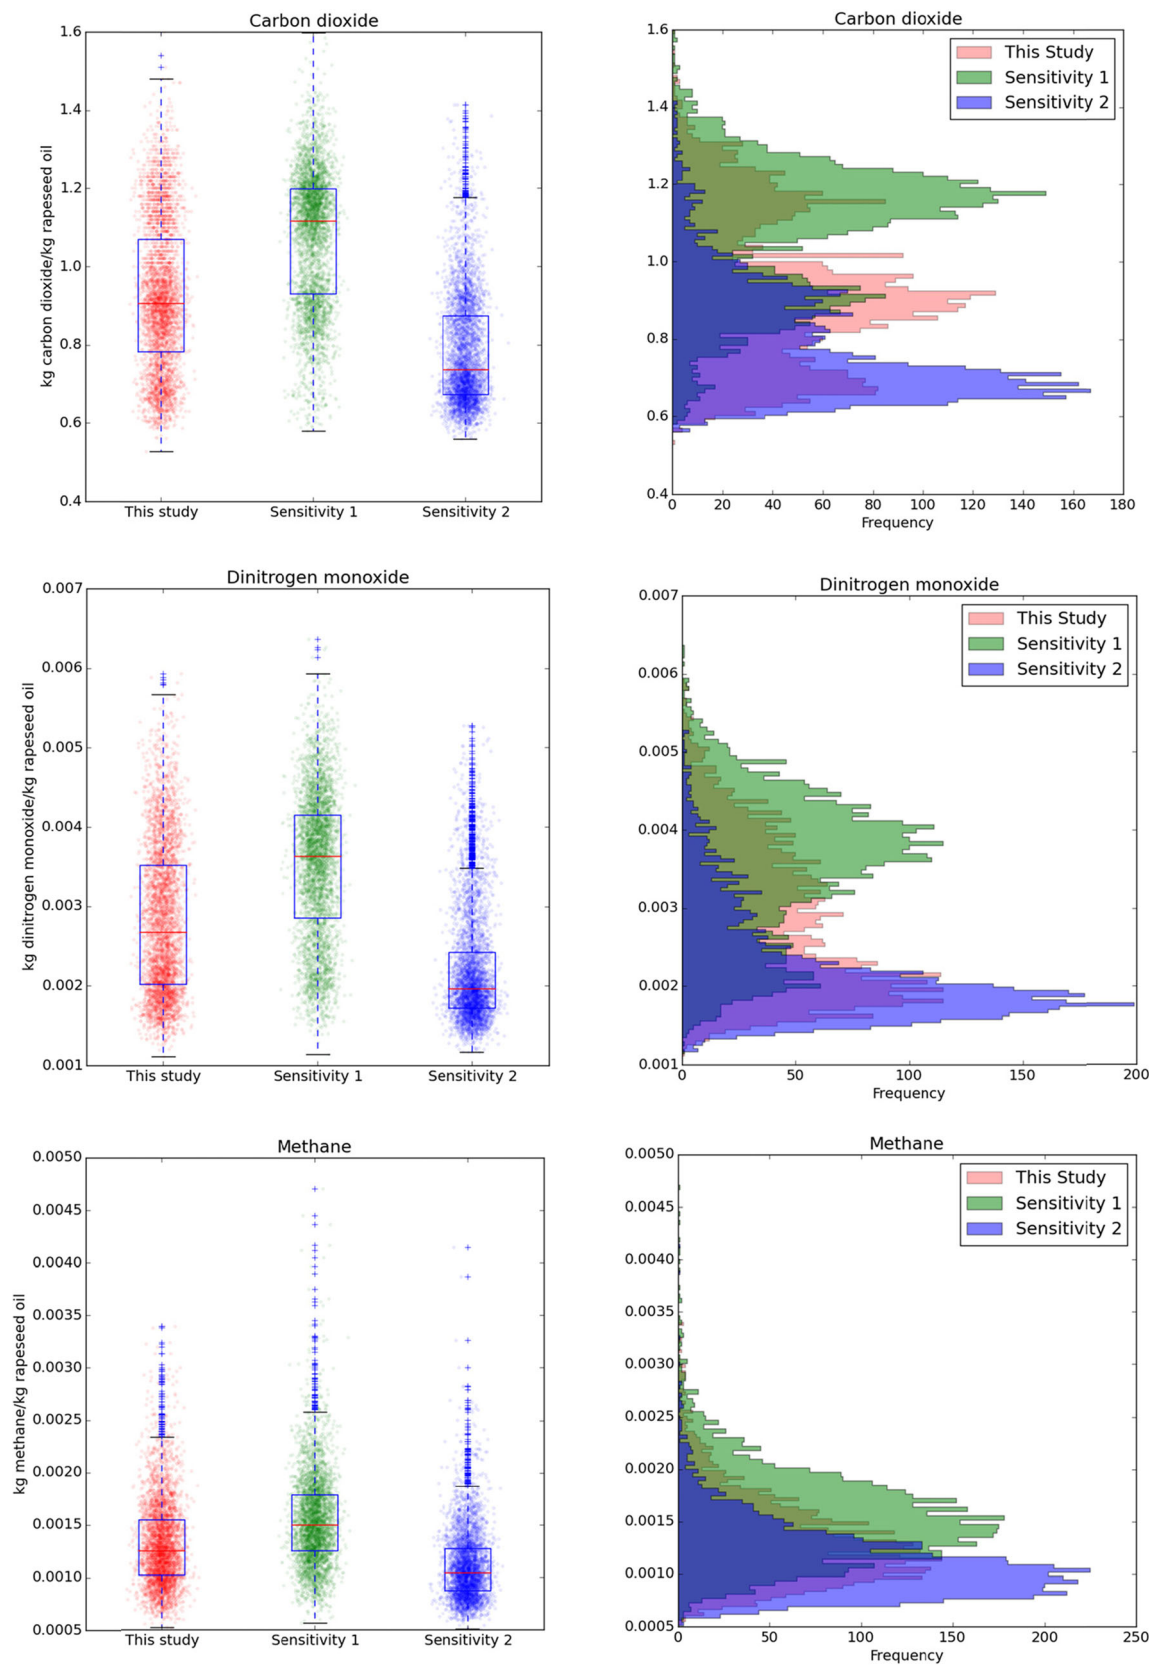 Carbon dioxide
kg carbon dioxide/kg rapeseed oil
1.6
1.4
1.2
1.0
0.8
0.6
0.4
This study Sensitivity 1 Sensitivity 2
Carbon dioxide
This Study
Sensitivity 1
Sensitivity 2
1.6
1.4
1.2
1.0
0.8
0.6
0.4
0 20 40 60 80 100 120 140 160 180
Frequency
Dinitrogen monoxide
kg dinitrogen monoxide/kg rapeseed oil
0.007
0.006
0.005
0.004
0.003
0.002
0.001
This study Sensitivity 1 Sensitivity 2
Dinitrogen monoxide
This Study
Sensitivity 1
Sensitivity 2
0.007
0.006
0.005
0.004
0.003
0.002
0.001
0 50 100 150 200
Frequency
Methane
kg methane/kg rapeseed oil
0.0050
0.0045
0.0040
0.0035
0.0030
0.0025
0.0020
0.0015
0.0010
0.0005
This study Sensitivity 1 Sensitivity 2
Methane
This Study
Sensitivity 1
Sensitivity 2
0.0050
0.0045
0.0040
0.0035
0.0030
0.0025
0.0020
0.0015
0.0010
0.0005
0 50 100 150 200 250
Frequency